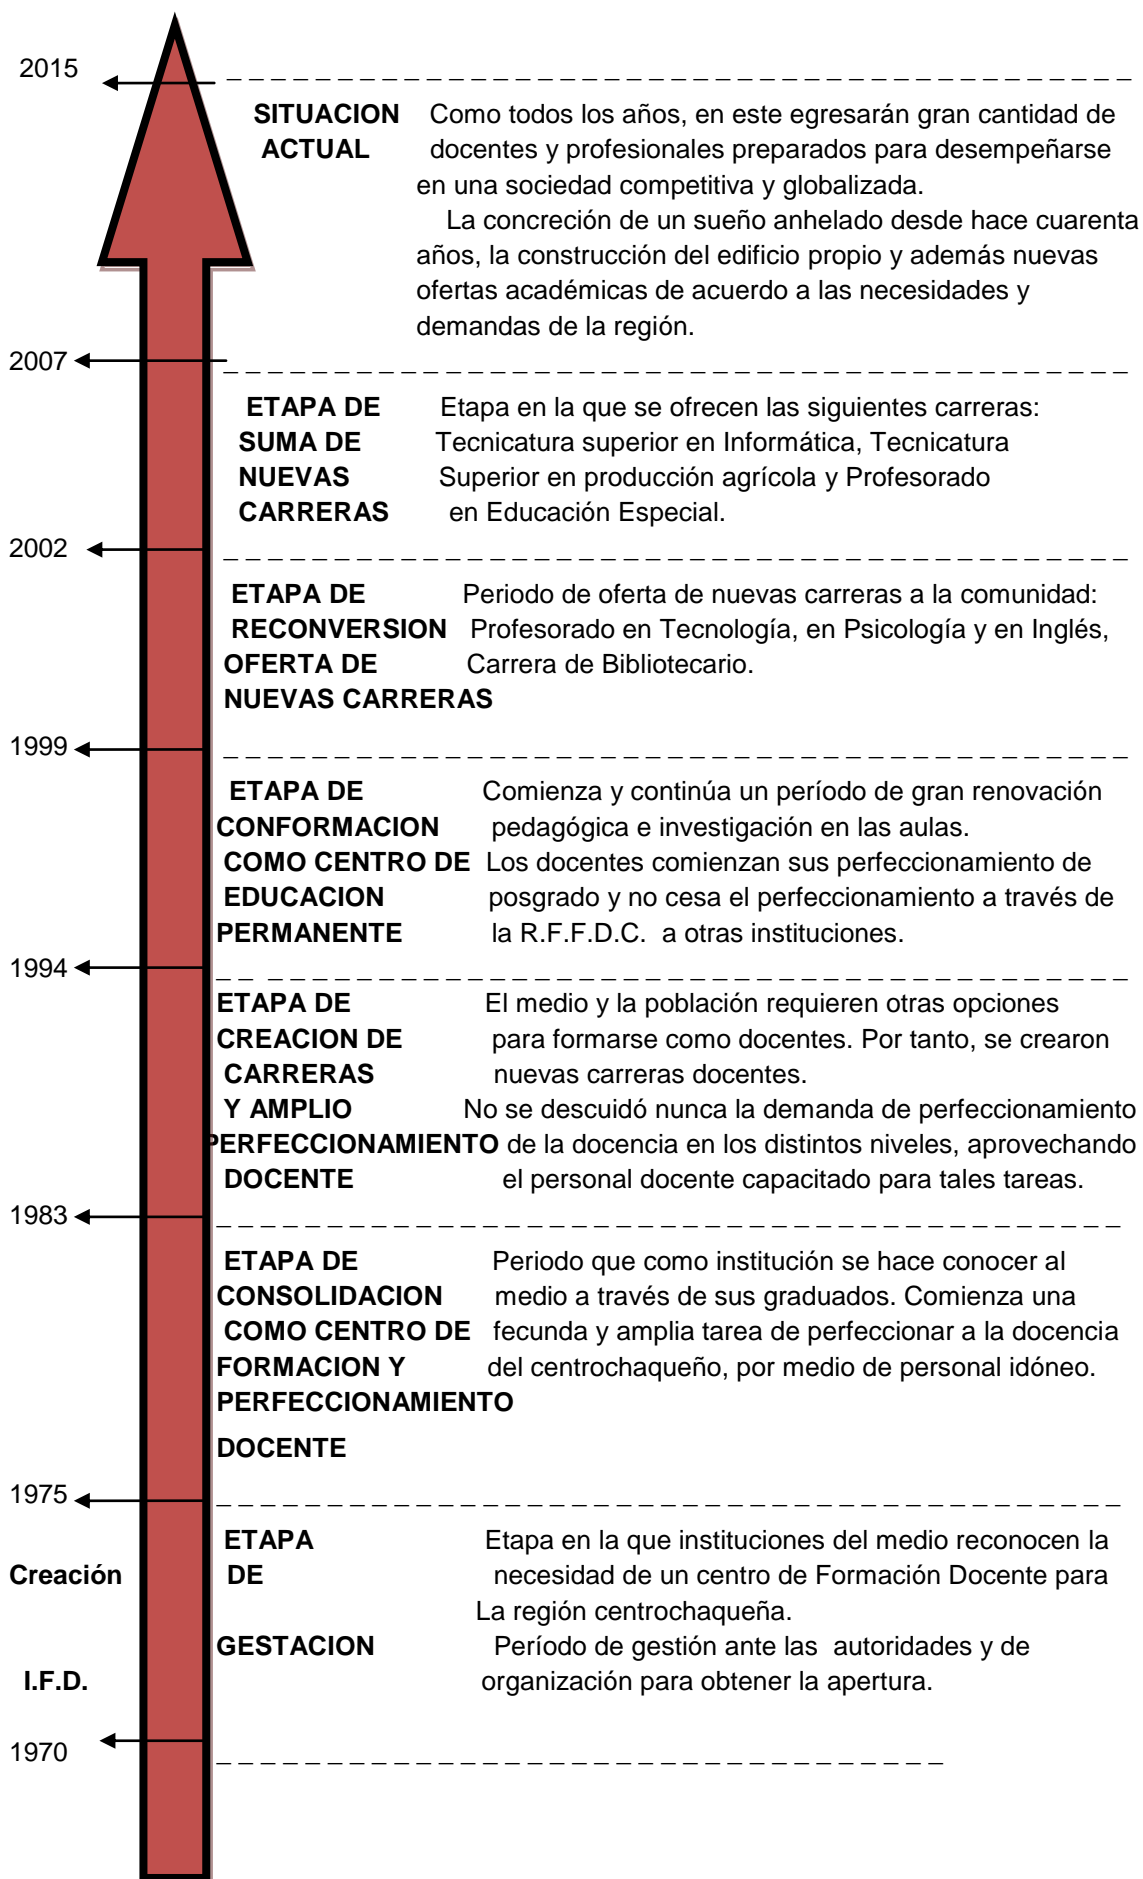 2015
SITUACION Como todos los años, en este egresarán gran cantidad de
ACTUAL docentes y profesionales preparados para desempeñarse
en una sociedad competitiva y globalizada.
La concreción de un sueño anhelado desde hace cuarenta
años, la construcción del edificio propio y además nuevas
ofertas académicas de acuerdo a las necesidades y
demandas de la región.
2007
ETAPA DE Etapa en la que se ofrecen las siguientes carreras:
SUMA DE Tecnicatura superior en Informática, Tecnicatura
NUEVAS Superior en producción agrícola y Profesorado
CARRERAS en Educación Especial.
2002
ETAPA DE Periodo de oferta de nuevas carreras a la comunidad:
RECONVERSION Profesorado en Tecnología, en Psicología y en Inglés,
OFERTA DE Carrera de Bibliotecario.
NUEVAS CARRERAS
1999
ETAPA DE Comienza y continúa un período de gran renovación
CONFORMACION pedagógica e investigación en las aulas.
COMO CENTRO DE Los docentes comienzan sus perfeccionamiento de
EDUCACION posgrado y no cesa el perfeccionamiento a través de
PERMANENTE la R.F.F.D.C. a otras instituciones.
1994
ETAPA DE El medio y la población requieren otras opciones
CREACION DE para formarse como docentes. Por tanto, se crearon
CARRERAS nuevas carreras docentes.
Y AMPLIO No se descuidó nunca la demanda de perfeccionamiento
PERFECCIONAMIENTO de la docencia en los distintos niveles, aprovechando
DOCENTE el personal docente capacitado para tales tareas.
1983
ETAPA DE Periodo que como institución se hace conocer al
CONSOLIDACION medio a través de sus graduados. Comienza una
COMO CENTRO DE fecunda y amplia tarea de perfeccionar a la docencia
FORMACION Y del centrochaqueño, por medio de personal idóneo.
PERFECCIONAMIENTO
DOCENTE
1975
ETAPA Etapa en la que instituciones del medio reconocen la
Creación DE necesidad de un centro de Formación Docente para
La región centrochaqueña.
GESTACION Período de gestión ante las autoridades y de
I.F.D. organización para obtener la apertura.
1970